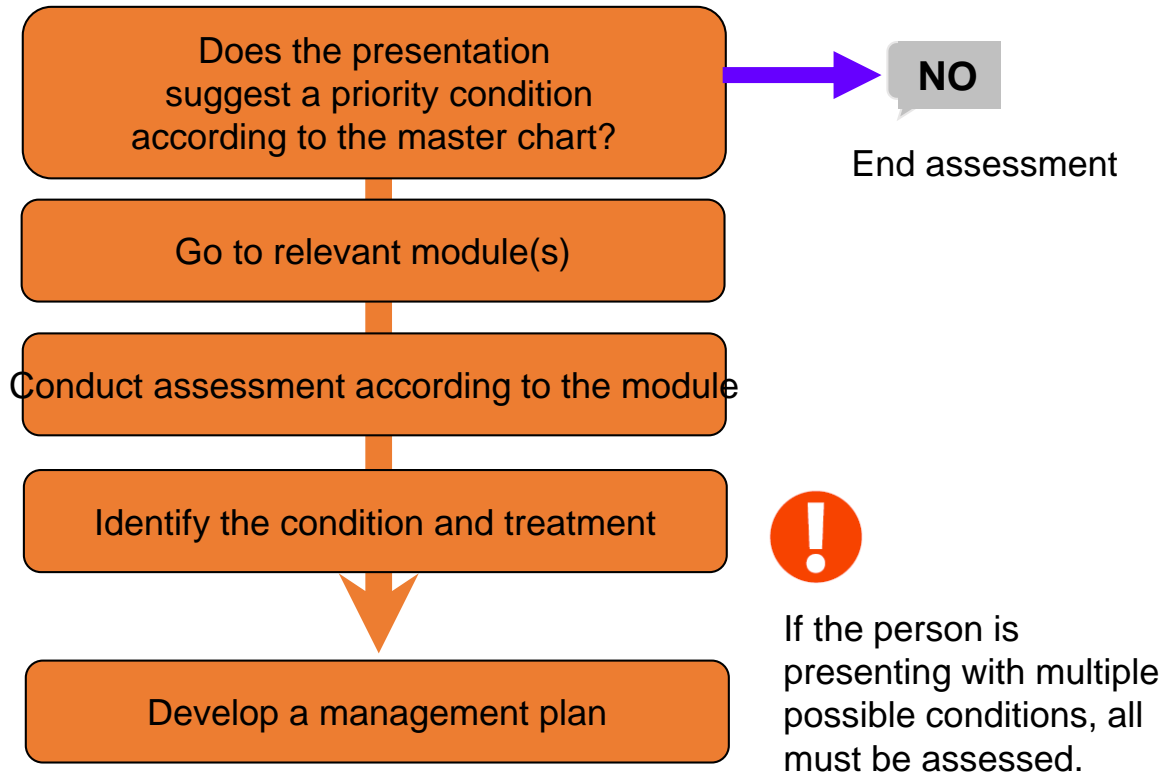 Does the presentation
suggest a priority condition
according to the master chart?
NO
End assessment
Go to relevant module(s)
Conduct assessment according to the module
Identify the condition and treatment
If the person is
presenting with multiple
possible conditions, all
must be assessed.
Develop a management plan